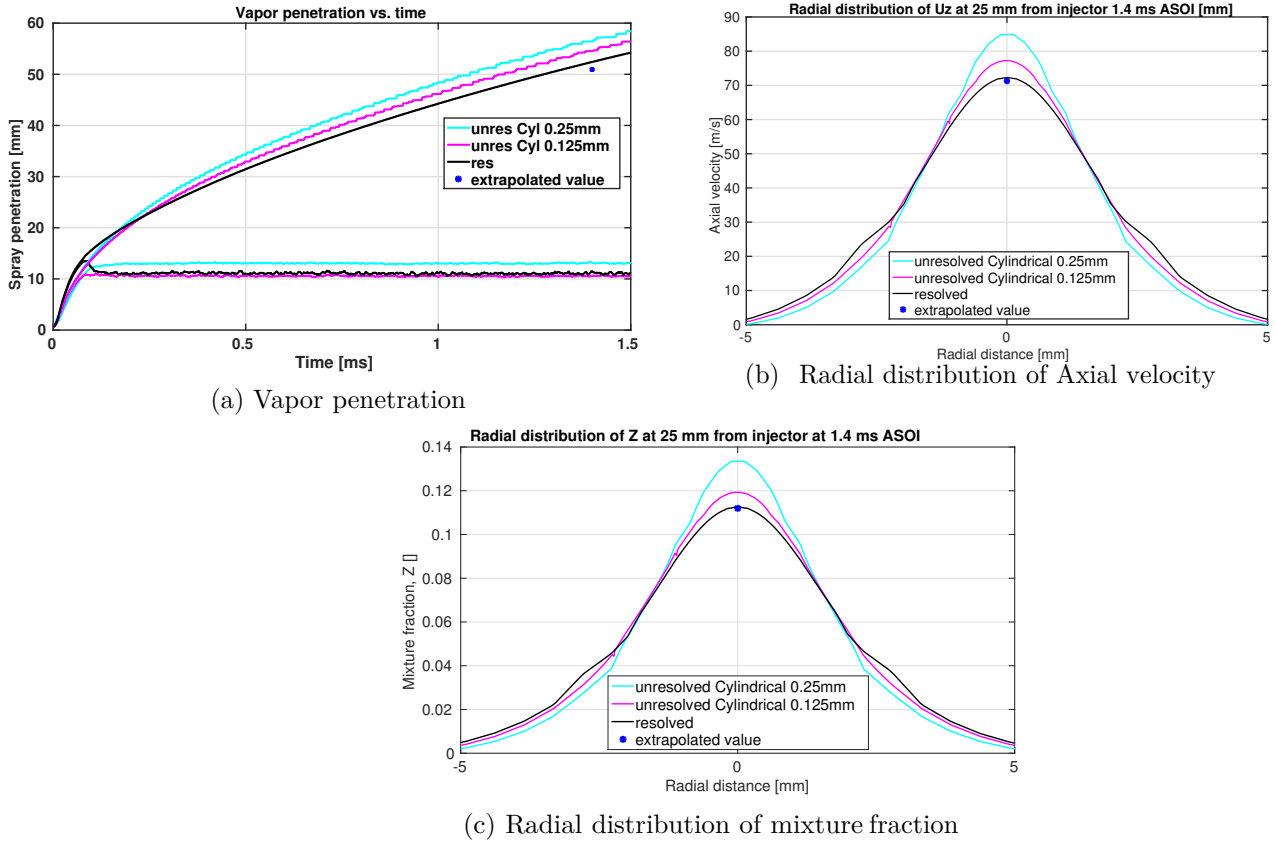 Vapor penetration vs. time
60
50
40
30
20
10
0
0
0.5
1
1.5
Spray penetration [mm]
Time [ms]
unres Cyl 0.25mm
unres Cyl 0.125mm
res
extrapolated value
(a) Vapor penetration
Radial distribution of Uz at 25 mm from injector 1.4 ms ASOI [mm]
90
80
70
60
50
40
30
20
10
0
-5
0
5
Axial velocity [m/s]
Radial distance [mm]
unresolved Cylindrical 0.25mm
unresolved Cylindrical 0.125mm
resolved
extrapolated value
(b) Radial distribution of Axial velocity
Radial distribution of Z at 25 mm from injector at 1.4 ms ASOI
0.14
0.12
0.1
0.08
0.06
0.04
0.02
0
-5
0
5
Mixture fraction, Z []
Radial distance [mm]
unresolved Cylindrical 0.25mm
unresolved Cylindrical 0.125mm
resolved
extrapolated value
(c) Radial distribution of mixture fraction